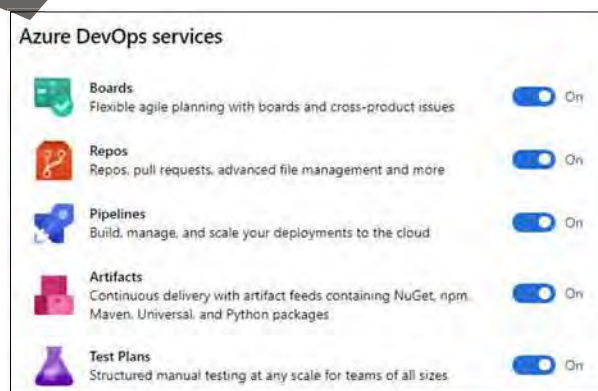 Azure DevOps services
Boards
Flexible agile planning with boards and cross-product issues
On
Repos
Repos, pull requests, advanced file management and more
On
Pipelines
Build, manage, and scale your deployments to the cloud
On
Artifacts
Continuous delivery with artifact feeds containing NuGet, npm,
Maven, Universal, and Python packages
On
Test Plans
Structured manual testing at any scale for teams of all sizes
On